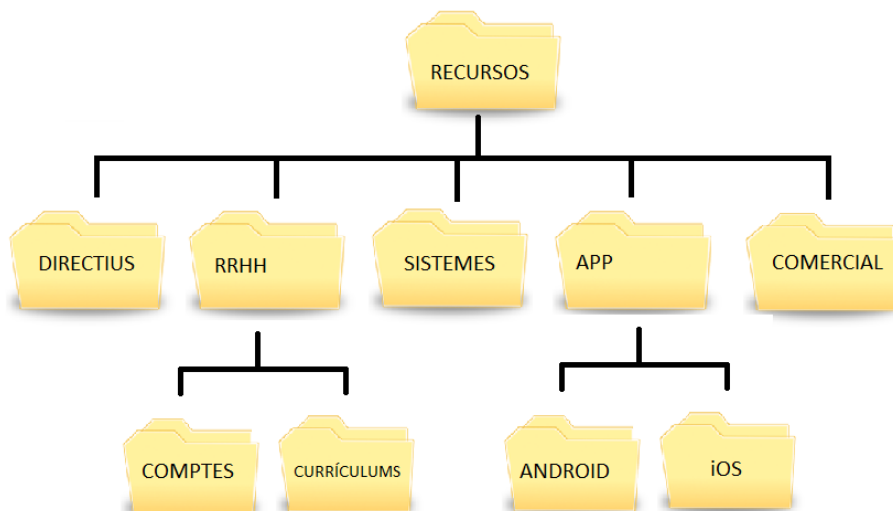 RECURSOS
DIRECTIUS
RRHH
SISTEMES
APP
COMERCIAL
COMPTES
CURRÍCULUMS
ANDROID
iOS